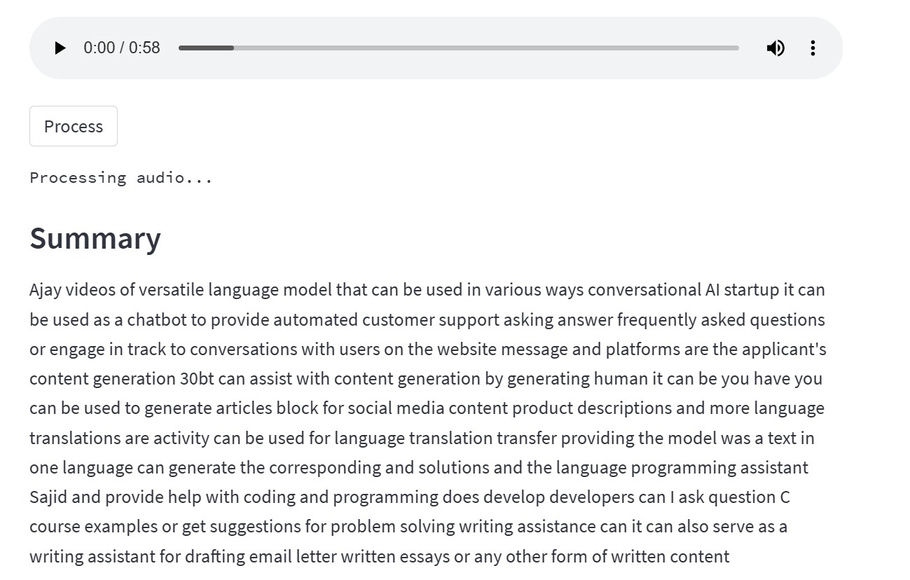 0:00 / 0:58
Process
Processing audio...
Summary
Ajay videos of versatile language model that can be used in various ways conversational AI startup it can
be used as a chatbot to provide automated customer support asking answer frequently asked questions
or engage in track to conversations with users on the website message and platforms are the applicant's
content generation 30bt can assist with content generation by generating human it can be you have you
can be used to generate articles block for social media content product descriptions and more language
translations are activity can be used for language translation transfer providing the model was a text in
one language can generate the corresponding and solutions and the language programming assistant
Sajid and provide help with coding and programming does develop developers can I ask question C
course examples or get suggestions for problem solving writing assistance can it can also serve as a
writing assistant for drafting email letter written essays or any other form of written content